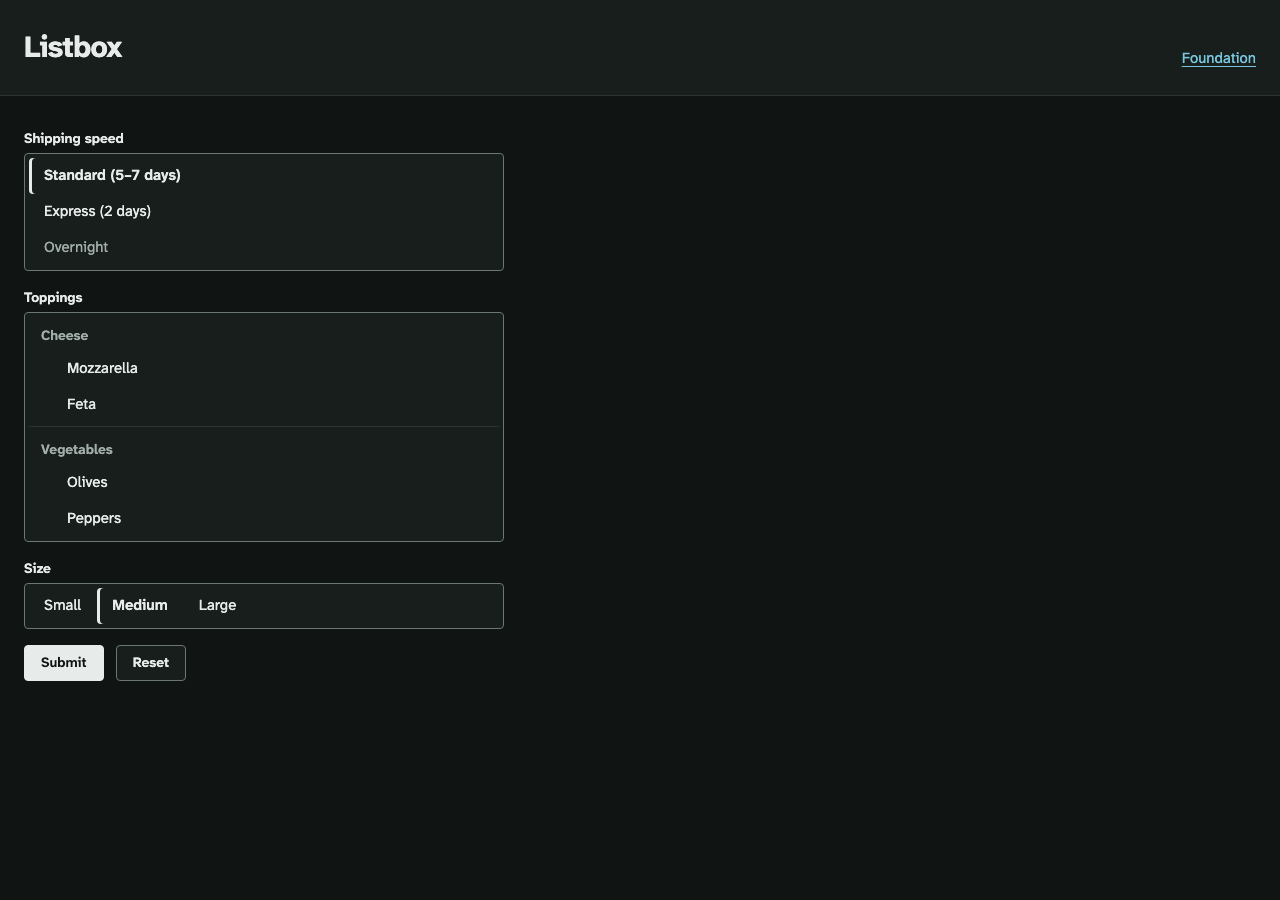 Listbox
Foundation
Shipping speed
Standard (5–7 days)
Express (2 days)
Overnight
Toppings
Cheese
Mozzarella
Feta
Vegetables
Olives
Peppers
Size
Small Medium Large
Submit Reset